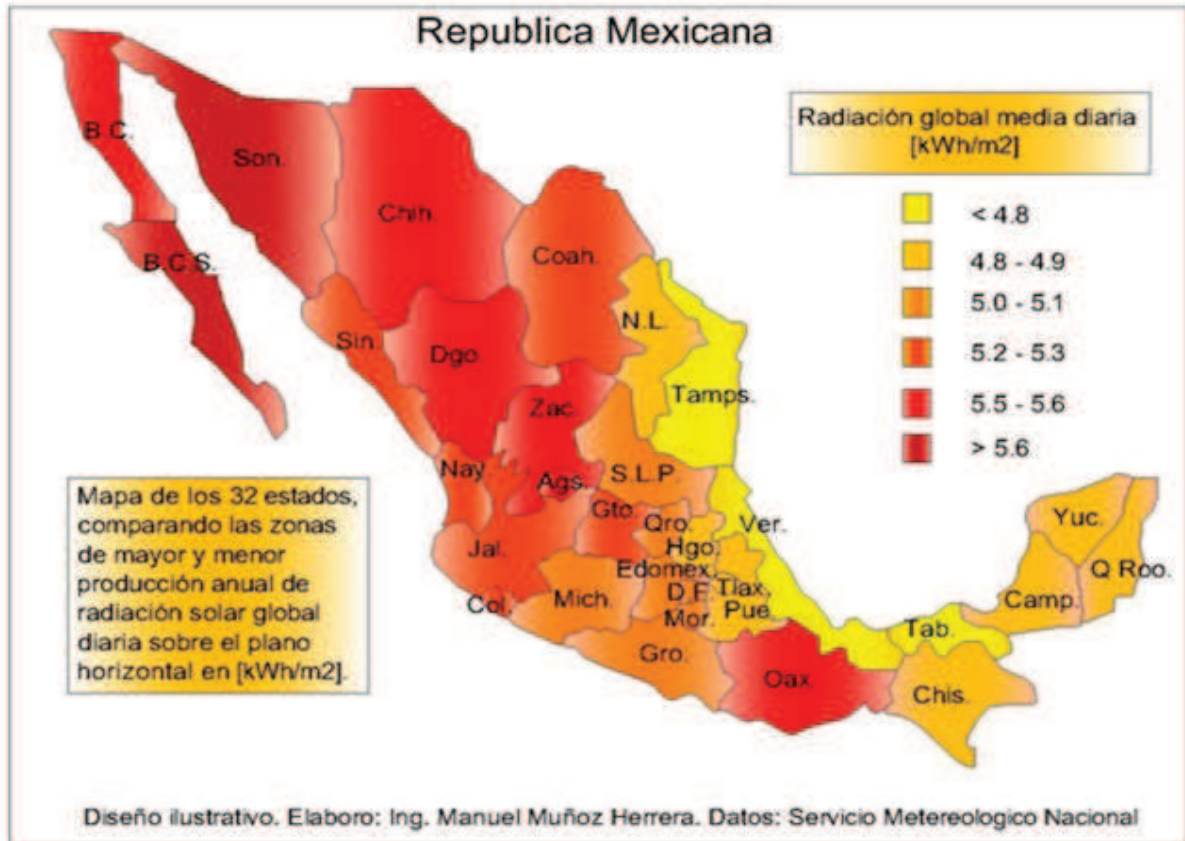 Republica Mexicana
Radiación global media diaria
[kWh/m2]
< 4.8
4.8 - 4.9
5.0 - 5.1
5.2 - 5.3
5.5 - 5.6
> 5.6
B.C.
Son.
Chih.
B.C.S.
Coah.
Sin.
N.L.
Dgo.
Tamps.
Zac.
Nay.
Ags.
S.L.P.
Gto.
Qro.
Ver.
Hgo.
Yuc.
Jal.
Edomex.
Q Roo.
Col.
Mich.
D.F.
Tlax.
Camp.
Mor.
Pue.
Tab.
Gro.
Oax.
Chis.
Mapa de los 32 estados,
comparando las zonas
de mayor y menor
producción anual de
radiación solar global
diaria sobre el plano
horizontal en [kWh/m2].
Diseño ilustrativo. Elaboro: Ing. Manuel Muñoz Herrera. Datos: Servicio Metereologico Nacional